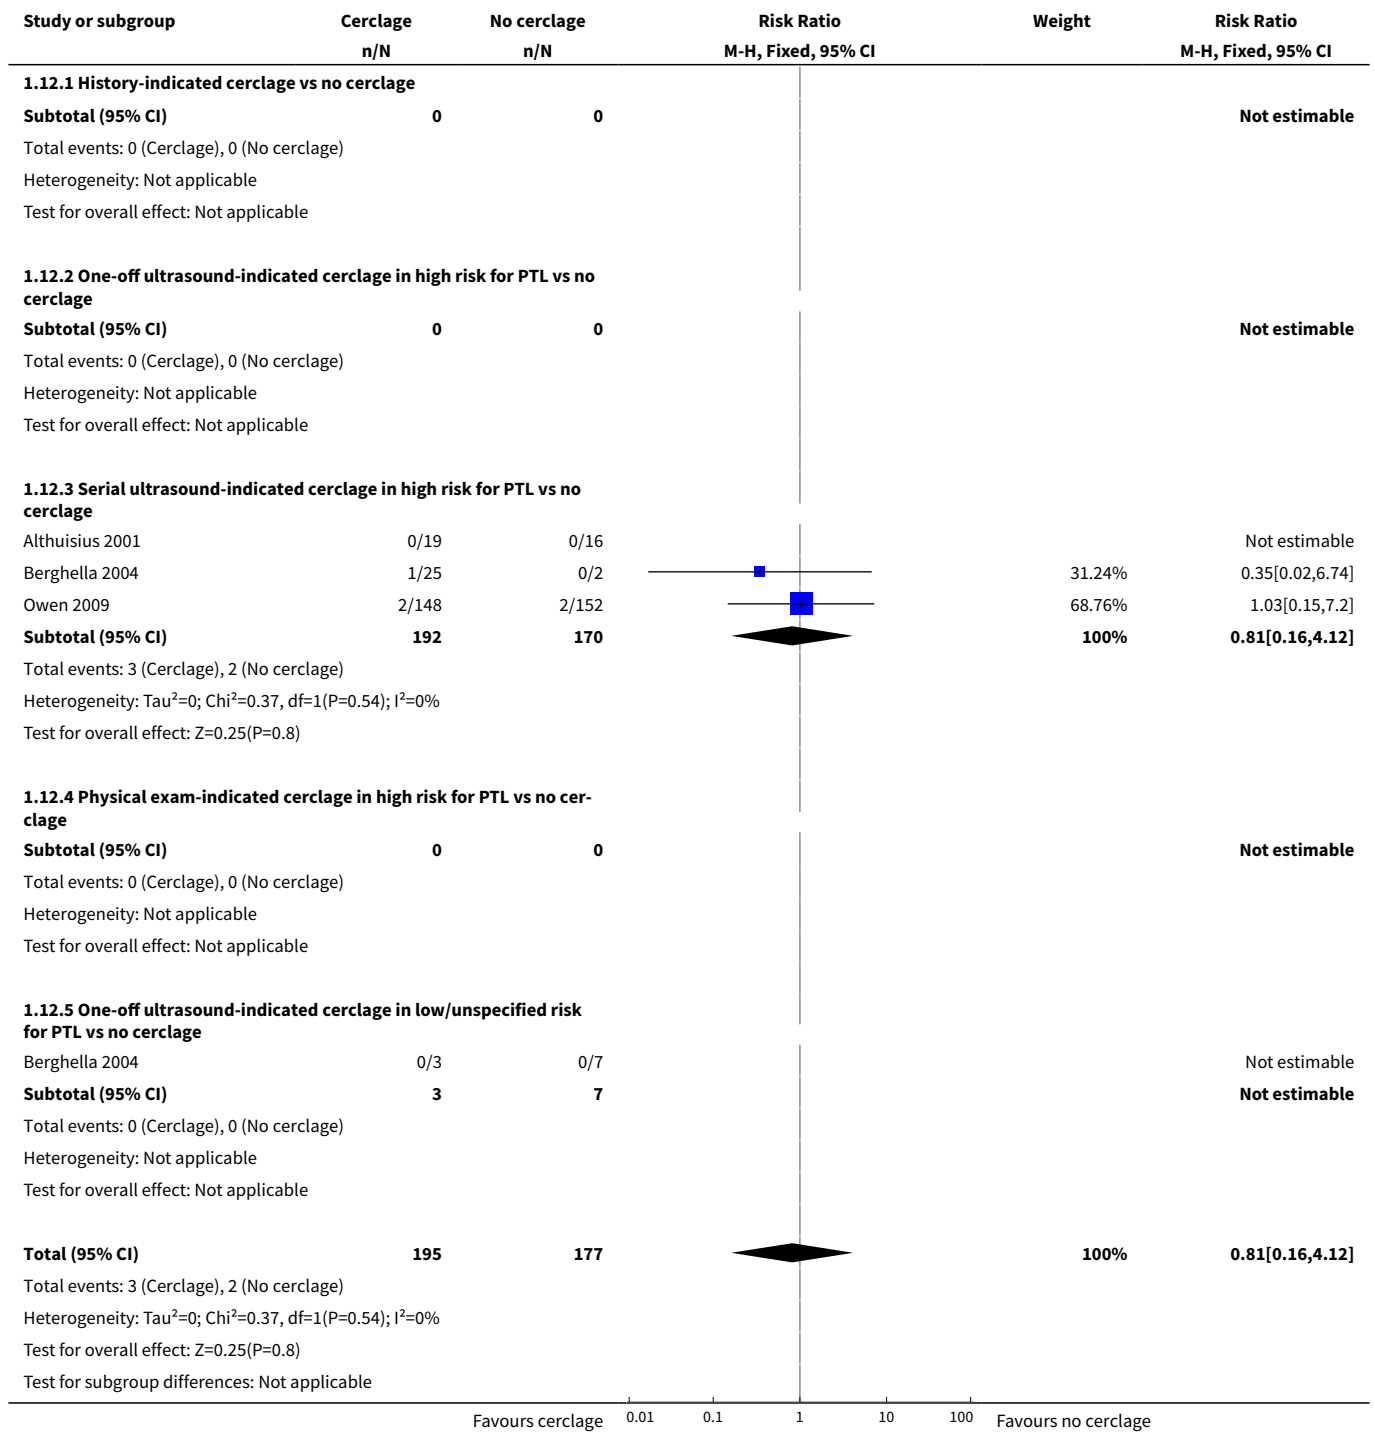 Study or subgroup Cerclage No cerclage Risk Ratio Weight Risk Ratio
n/N n/N M-H, Fixed, 95% CI M-H, Fixed, 95% CI
1.12.1 History-indicated cerclage vs no cerclage
Subtotal (95% CI) 0 0 Not estimable
Total events: 0 (Cerclage), 0 (No cerclage)
Heterogeneity: Not applicable
Test for overall effect: Not applicable
1.12.2 One-off ultrasound-indicated cerclage in high risk for PTL vs no
cerclage
Subtotal (95% CI) 0 0 Not estimable
Total events: 0 (Cerclage), 0 (No cerclage)
Heterogeneity: Not applicable
Test for overall effect: Not applicable
1.12.3 Serial ultrasound-indicated cerclage in high risk for PTL vs no
cerclage
Althuisius 2001 0/19 0/16 Not estimable
Berghella 2004 1/25 0/2 31.24% 0.35[0.02,6.74]
Owen 2009 2/148 2/152 68.76% 1.03[0.15,7.2]
Subtotal (95% CI) 192 170 100% 0.81[0.16,4.12]
Total events: 3 (Cerclage), 2 (No cerclage)
Heterogeneity: Tau²=0; Chi²=0.37, df=1(P=0.54); I²=0%
Test for overall effect: Z=0.25(P=0.8)
1.12.4 Physical exam-indicated cerclage in high risk for PTL vs no cer-
clage
Subtotal (95% CI) 0 0 Not estimable
Total events: 0 (Cerclage), 0 (No cerclage)
Heterogeneity: Not applicable
Test for overall effect: Not applicable
1.12.5 One-off ultrasound-indicated cerclage in low/unspecified risk
for PTL vs no cerclage
Berghella 2004 0/3 0/7 Not estimable
Subtotal (95% CI) 3 7 Not estimable
Total events: 0 (Cerclage), 0 (No cerclage)
Heterogeneity: Not applicable
Test for overall effect: Not applicable
Total (95% CI) 195 177 100% 0.81[0.16,4.12]
Total events: 3 (Cerclage), 2 (No cerclage)
Heterogeneity: Tau²=0; Chi²=0.37, df=1(P=0.54); I²=0%
Test for overall effect: Z=0.25(P=0.8)
Test for subgroup differences: Not applicable
Favours cerclage 0.01 0.1 1 10 100 Favours no cerclage